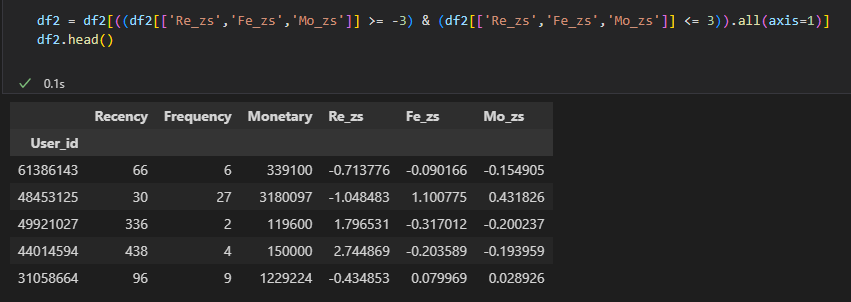 df2 = df2[((df2[['Re_zs','Fe_zs','Mo_zs']] >= -3) & (df2[['Re_zs','Fe_zs','Mo_zs']] <= 3)).all(axis=1)]
df2.head()
0.1s
Recency Frequency Monetary Re_zs Fe_zs Mo_zs
User_id
61386143 66 6 339100 -0.713776 -0.090166 -0.154905
48453125 30 27 3180097 -1.048483 1.100775 0.431826
49921027 336 2 119600 1.796531 -0.317012 -0.200237
44014594 438 4 150000 2.744869 -0.203589 -0.193959
31058664 96 9 1229224 -0.434853 0.079969 0.028926